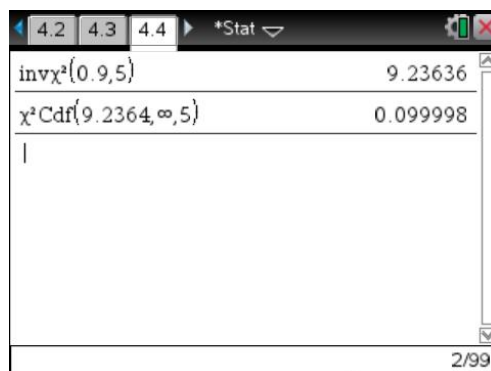 4.2 4.3 4.4 *Stat
invχ²(0.9,5) 9.23636
χ²Cdf(9.2364,∞,5) 0.099998
2/99